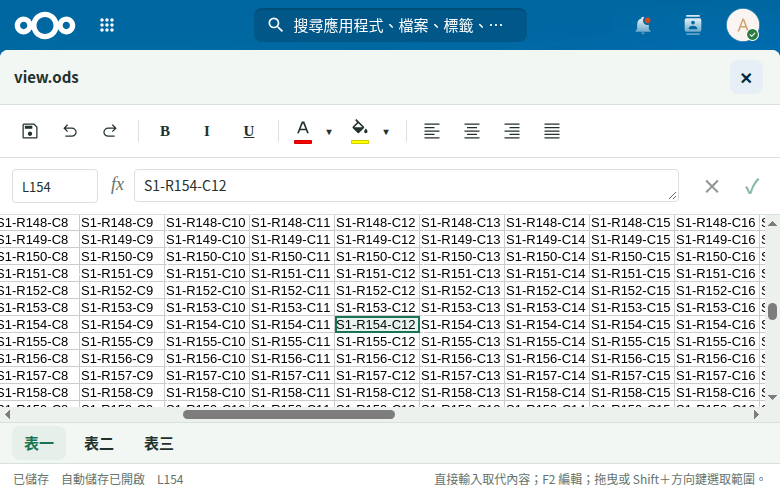 搜尋應用程式、檔案、標籤、…
A
view.ods
B I U A
L154 fx S1-R154-C12
S1-R148-C8 S1-R148-C9 S1-R148-C10 S1-R148-C11 S1-R148-C12 S1-R148-C13 S1-R148-C14 S1-R148-C15 S1-R148-C16
S1-R149-C8 S1-R149-C9 S1-R149-C10 S1-R149-C11 S1-R149-C12 S1-R149-C13 S1-R149-C14 S1-R149-C15 S1-R149-C16
S1-R150-C8 S1-R150-C9 S1-R150-C10 S1-R150-C11 S1-R150-C12 S1-R150-C13 S1-R150-C14 S1-R150-C15 S1-R150-C16
S1-R151-C8 S1-R151-C9 S1-R151-C10 S1-R151-C11 S1-R151-C12 S1-R151-C13 S1-R151-C14 S1-R151-C15 S1-R151-C16
S1-R152-C8 S1-R152-C9 S1-R152-C10 S1-R152-C11 S1-R152-C12 S1-R152-C13 S1-R152-C14 S1-R152-C15 S1-R152-C16
S1-R153-C8 S1-R153-C9 S1-R153-C10 S1-R153-C11 S1-R153-C12 S1-R153-C13 S1-R153-C14 S1-R153-C15 S1-R153-C16
S1-R154-C8 S1-R154-C9 S1-R154-C10 S1-R154-C11 S1-R154-C12 S1-R154-C13 S1-R154-C14 S1-R154-C15 S1-R154-C16
S1-R155-C8 S1-R155-C9 S1-R155-C10 S1-R155-C11 S1-R155-C12 S1-R155-C13 S1-R155-C14 S1-R155-C15 S1-R155-C16
S1-R156-C8 S1-R156-C9 S1-R156-C10 S1-R156-C11 S1-R156-C12 S1-R156-C13 S1-R156-C14 S1-R156-C15 S1-R156-C16
S1-R157-C8 S1-R157-C9 S1-R157-C10 S1-R157-C11 S1-R157-C12 S1-R157-C13 S1-R157-C14 S1-R157-C15 S1-R157-C16
S1-R158-C8 S1-R158-C9 S1-R158-C10 S1-R158-C11 S1-R158-C12 S1-R158-C13 S1-R158-C14 S1-R158-C15 S1-R158-C16
表一 表二 表三
已儲存 自動儲存已開啟 L154 直接輸入取代內容；F2 編輯；拖曳或 Shift＋方向鍵選取範圍。